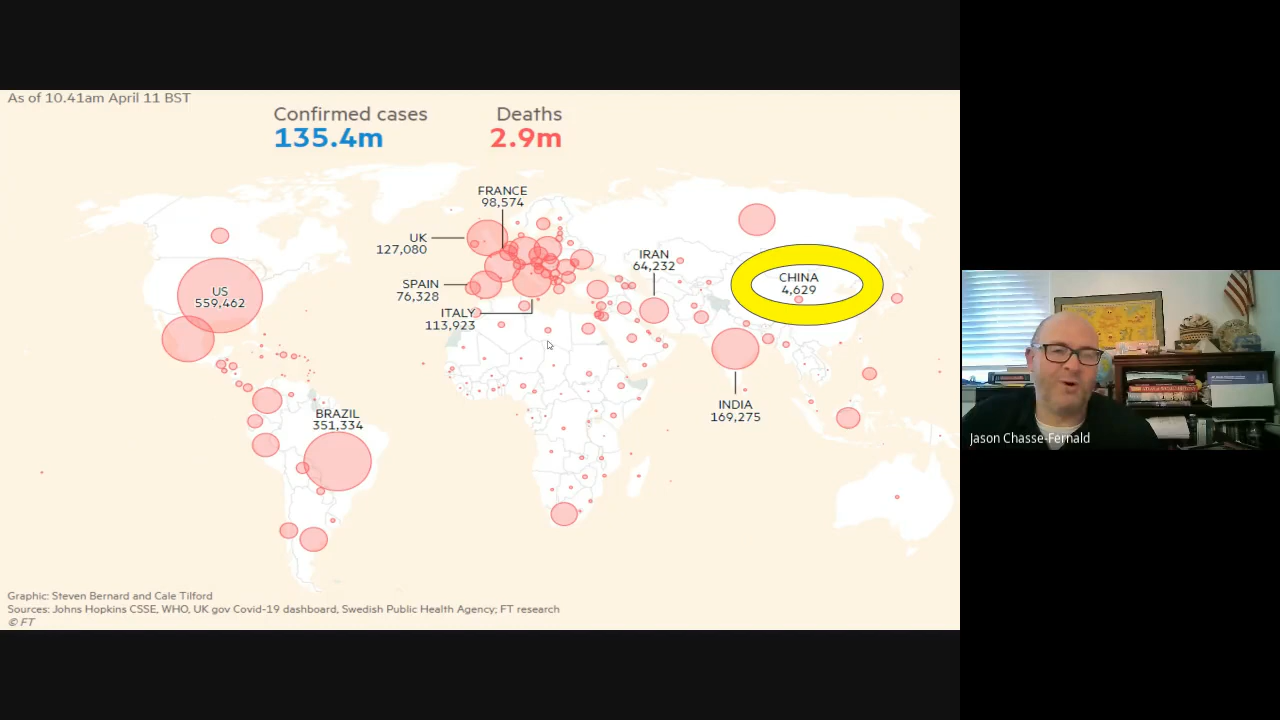 As of 10.41am April 11 BST
Confirmed cases
135.4m
Deaths
2.9m
FRANCE
98,574
UK
127,080
SPAIN
76,328
ITALY
113,923
IRAN
64,232
CHINA
4,629
US
559,462
INDIA
169,275
BRAZIL
351,334
Graphic: Steven Bernard and Cale Tilford
Sources: Johns Hopkins CSSE, WHO, UK gov Covid-19 dashboard, Swedish Public Health Agency; FT research
© FT
Jason Chasse-Fernald